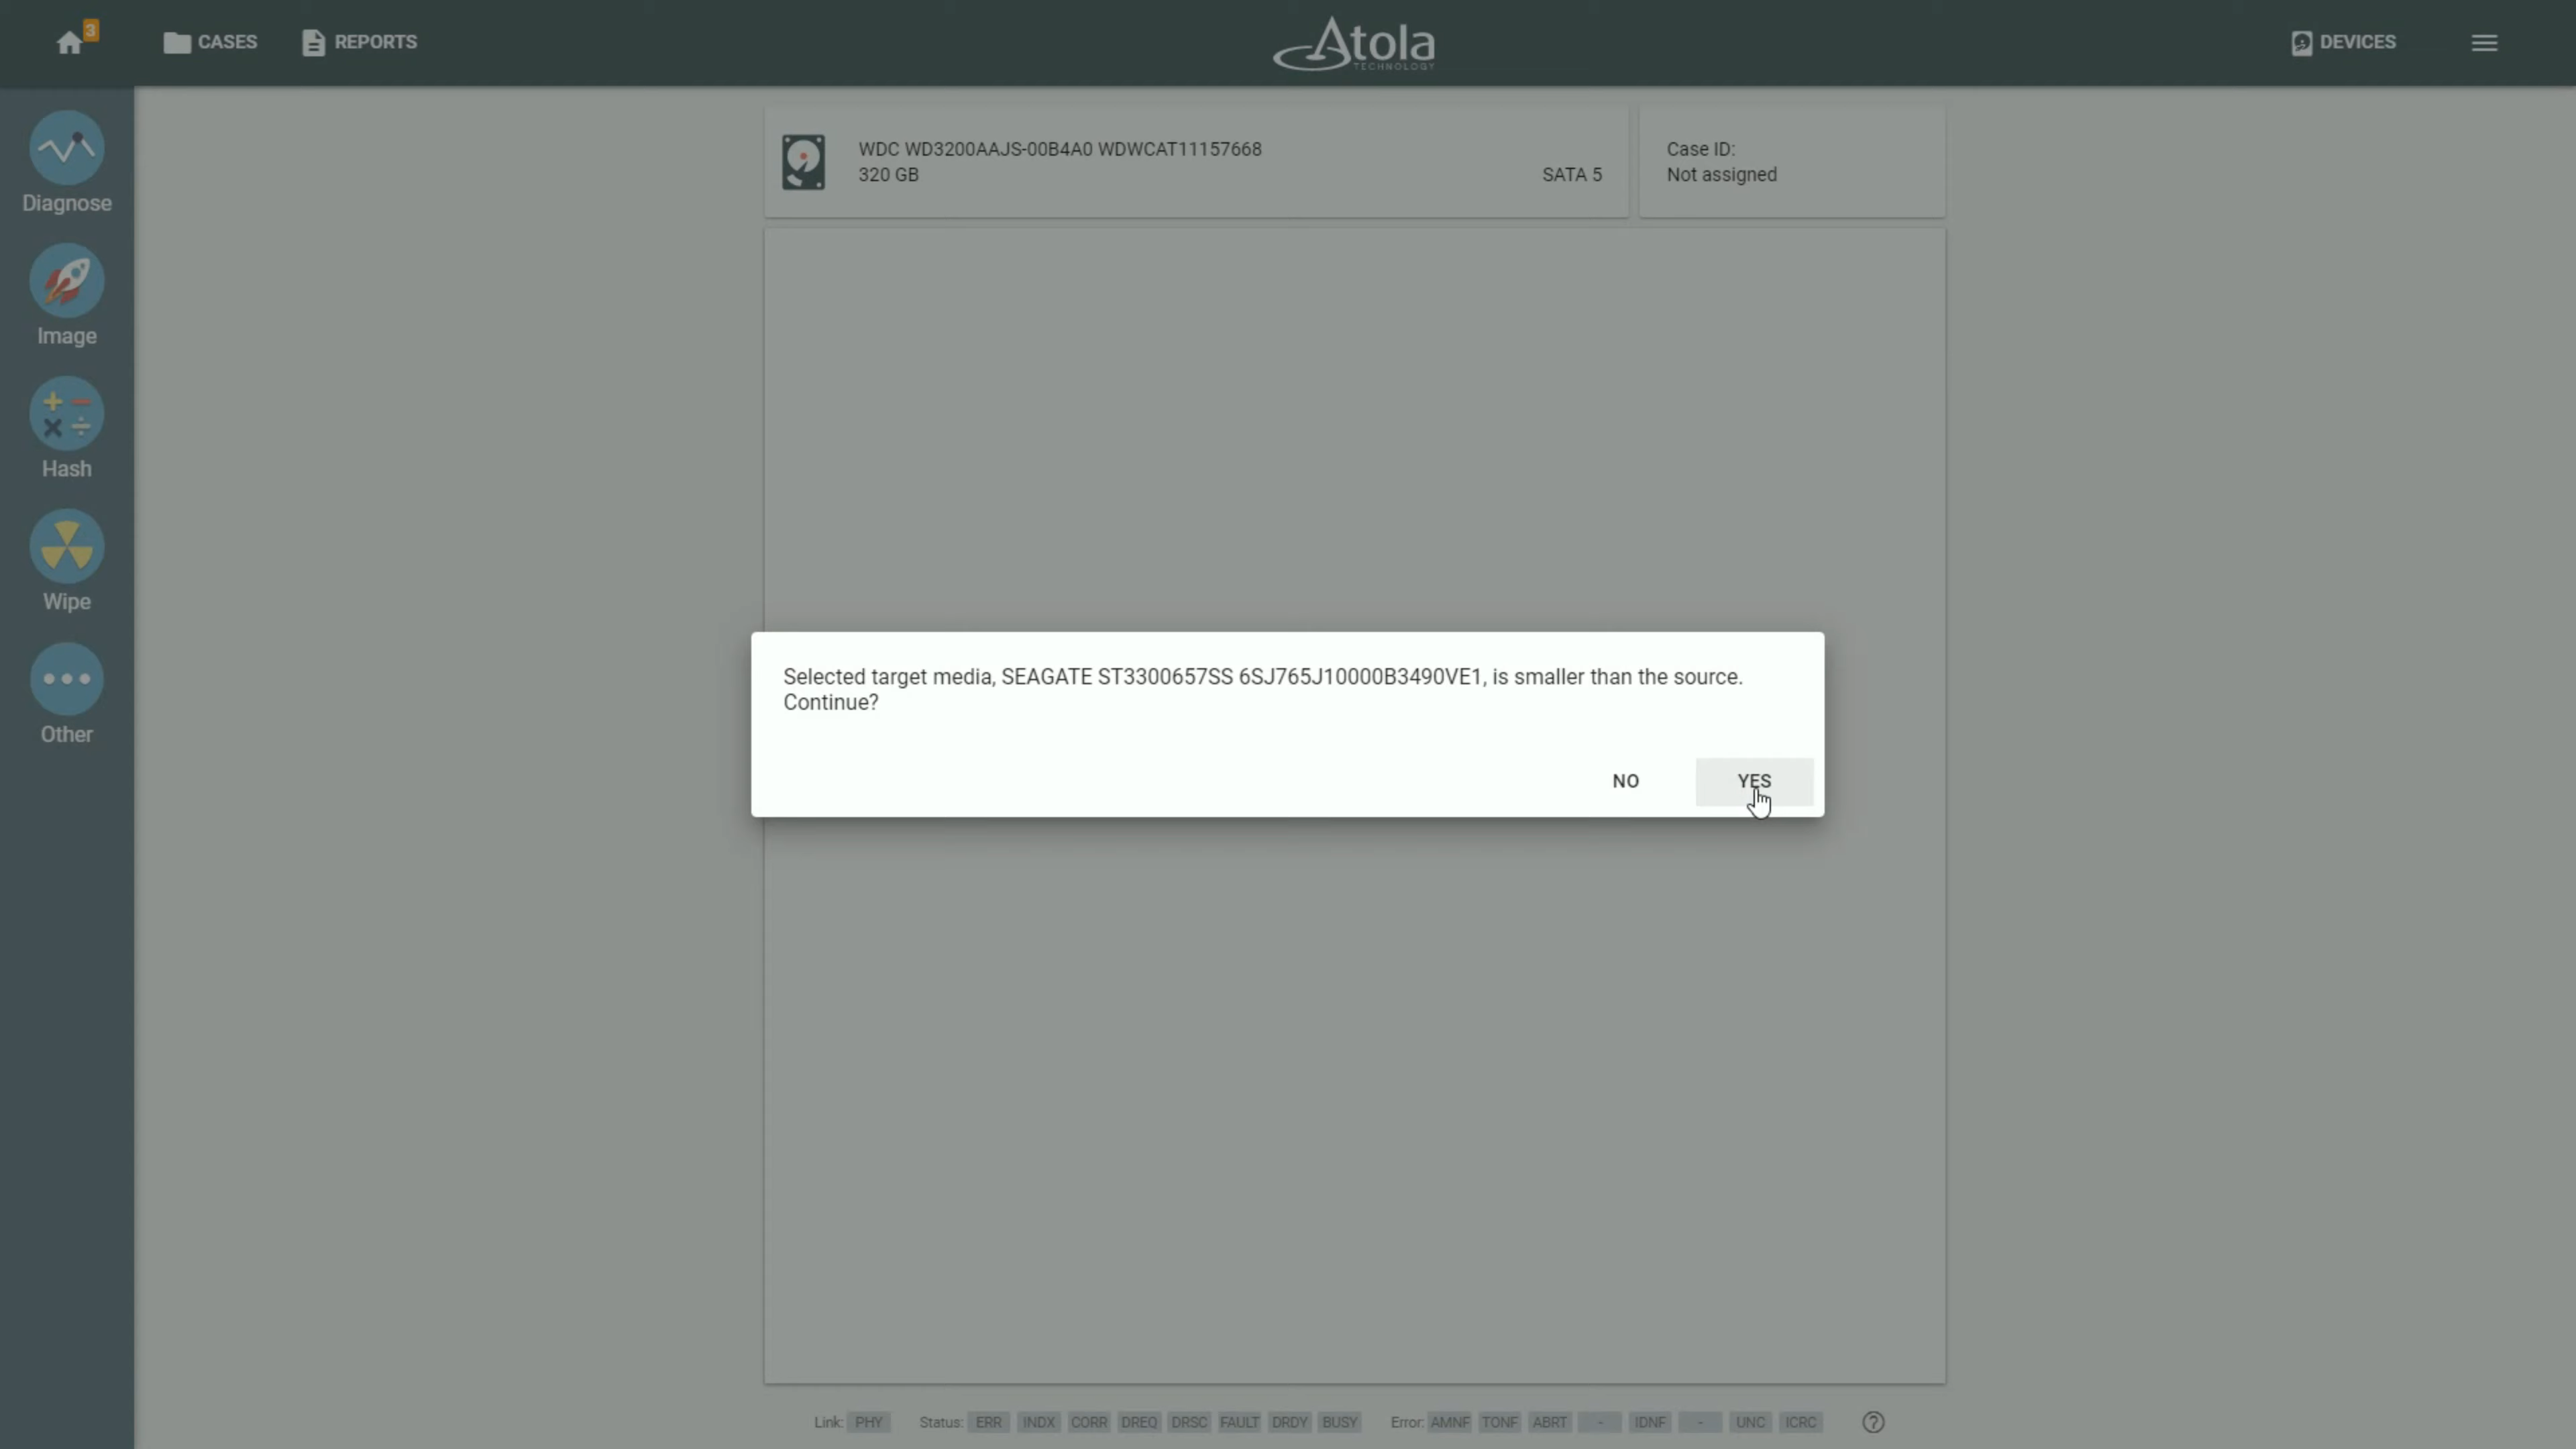 3
CASES
REPORTS
Atola
TECHNOLOGY
DEVICES
Diagnose
Image
Hash
Wipe
Other
WDC WD3200AAJS-00B4A0 WDWCAT11157668
320 GB
SATA 5
Case ID:
Not assigned
Selected target media, SEAGATE ST3300657SS 6SJ765J10000B3490VE1, is smaller than the source.
Continue?
NO
YES
Link: PHY Status: ERR INDX CORR DREQ DRSC FAULT DRDY BUSY Error: AMNF TONF ABRT - IDNF - UNC ICRC ?